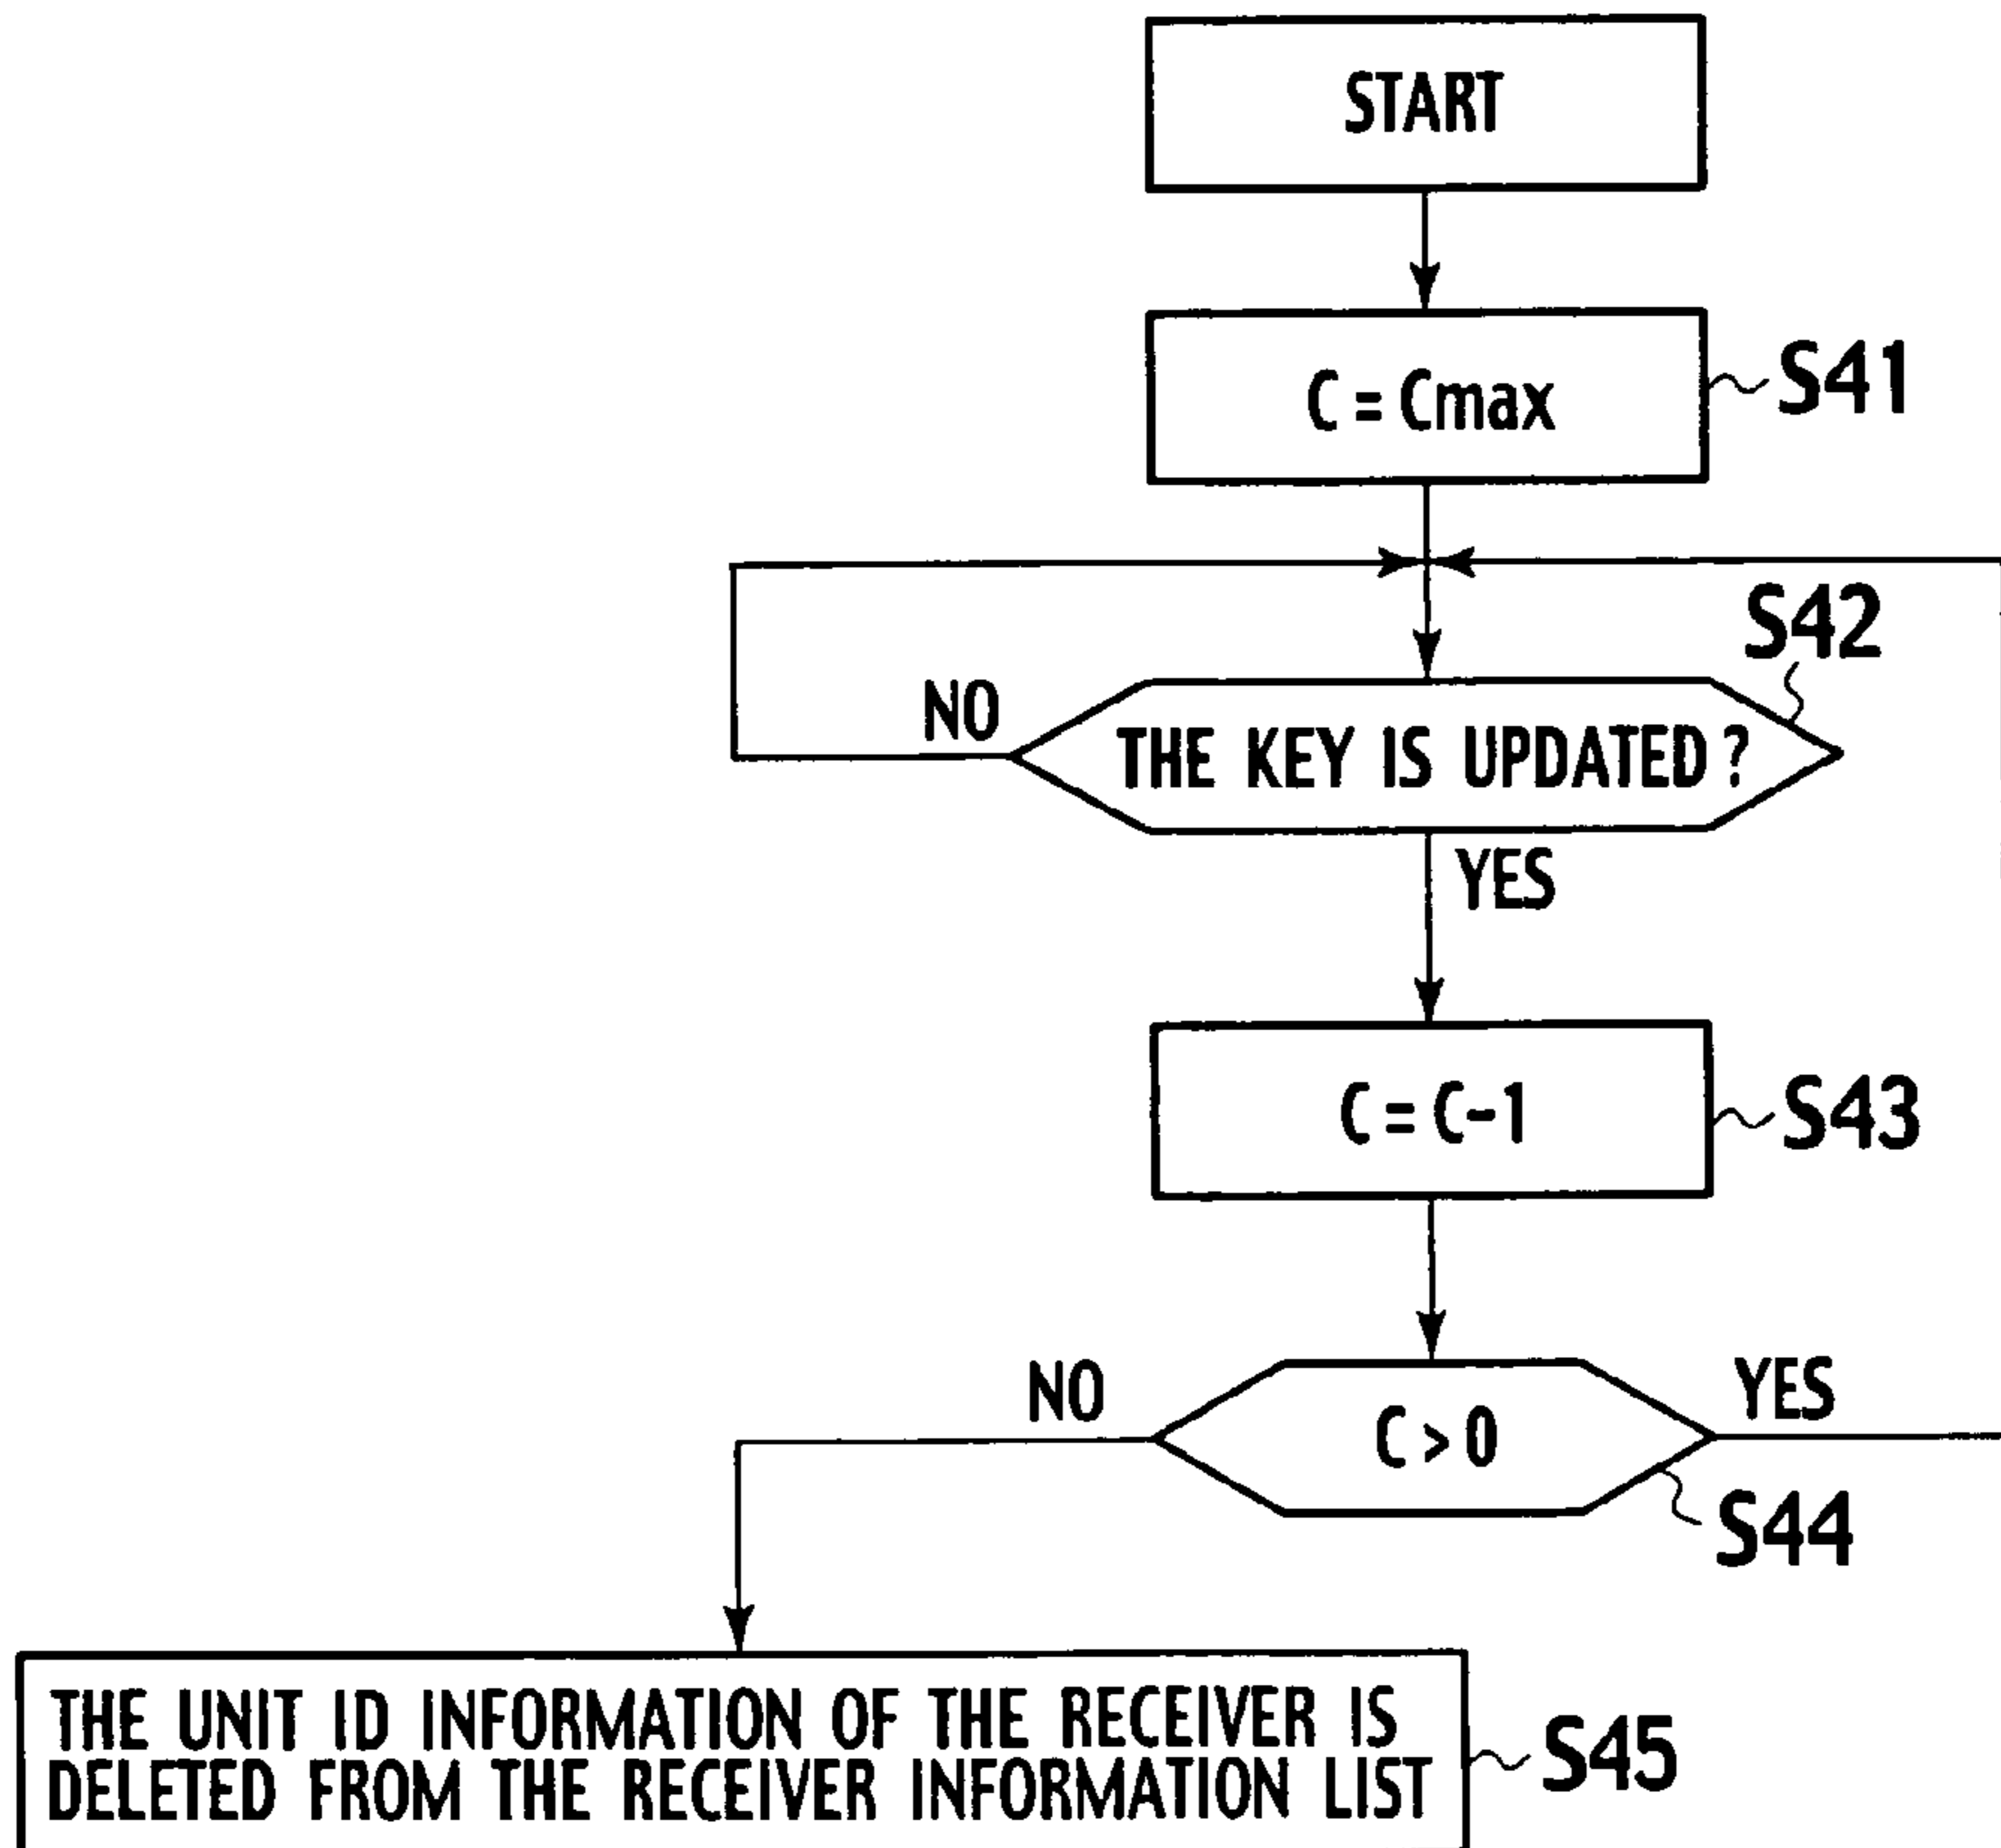 START
C = Cmax
S41
S42
NO
THE KEY IS UPDATED ?
YES
C = C-1
S43
NO
YES
C > 0
S44
THE UNIT ID INFORMATION OF THE RECEIVER IS
DELETED FROM THE RECEIVER INFORMATION LIST
S45